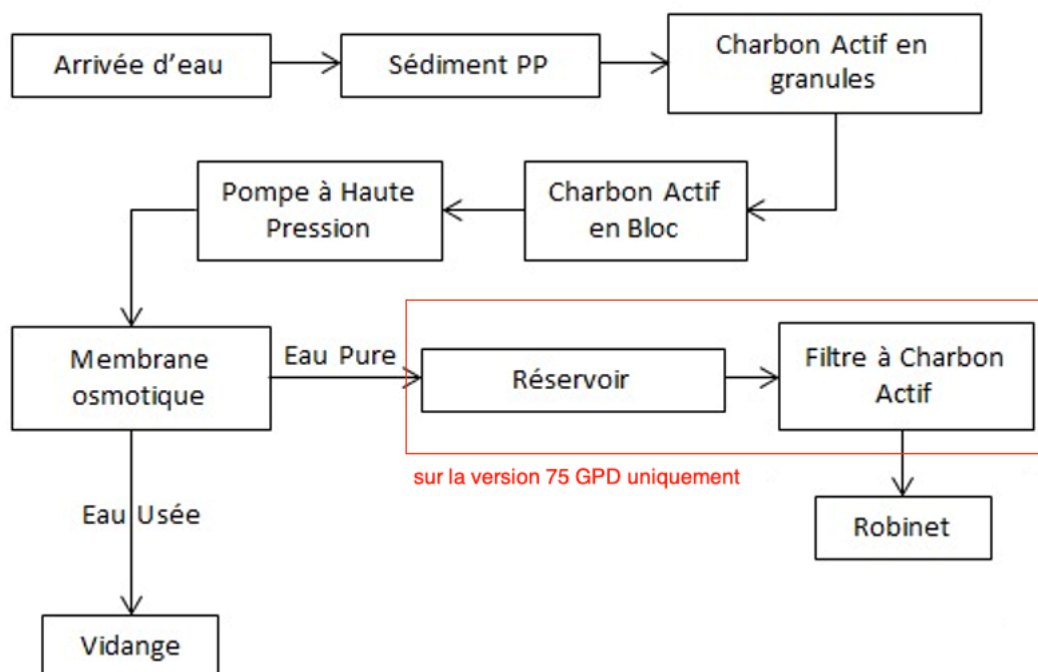 Arrivée d'eau
Sédiment PP
Charbon Actif en
granules
Pompe à Haute
Pression
Charbon Actif
en Bloc
Membrane
osmotique
Eau Pure
Réservoir
Filtre à Charbon
Actif
sur la version 75 GPD uniquement
Eau Usée
Robinet
Vidange